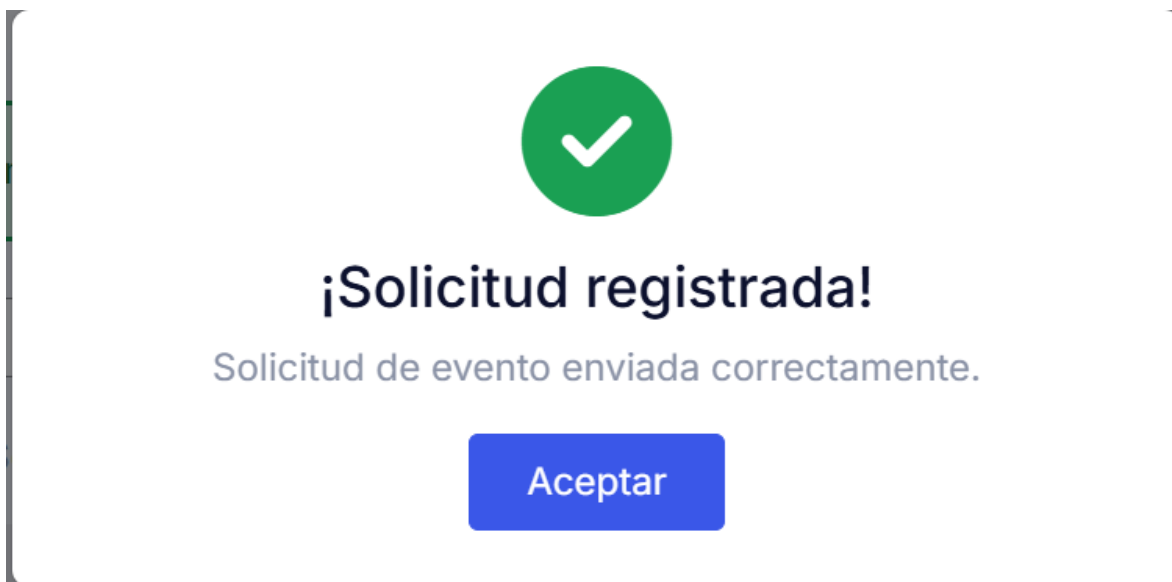 ¡Solicitud registrada!
Solicitud de evento enviada correctamente.
Aceptar